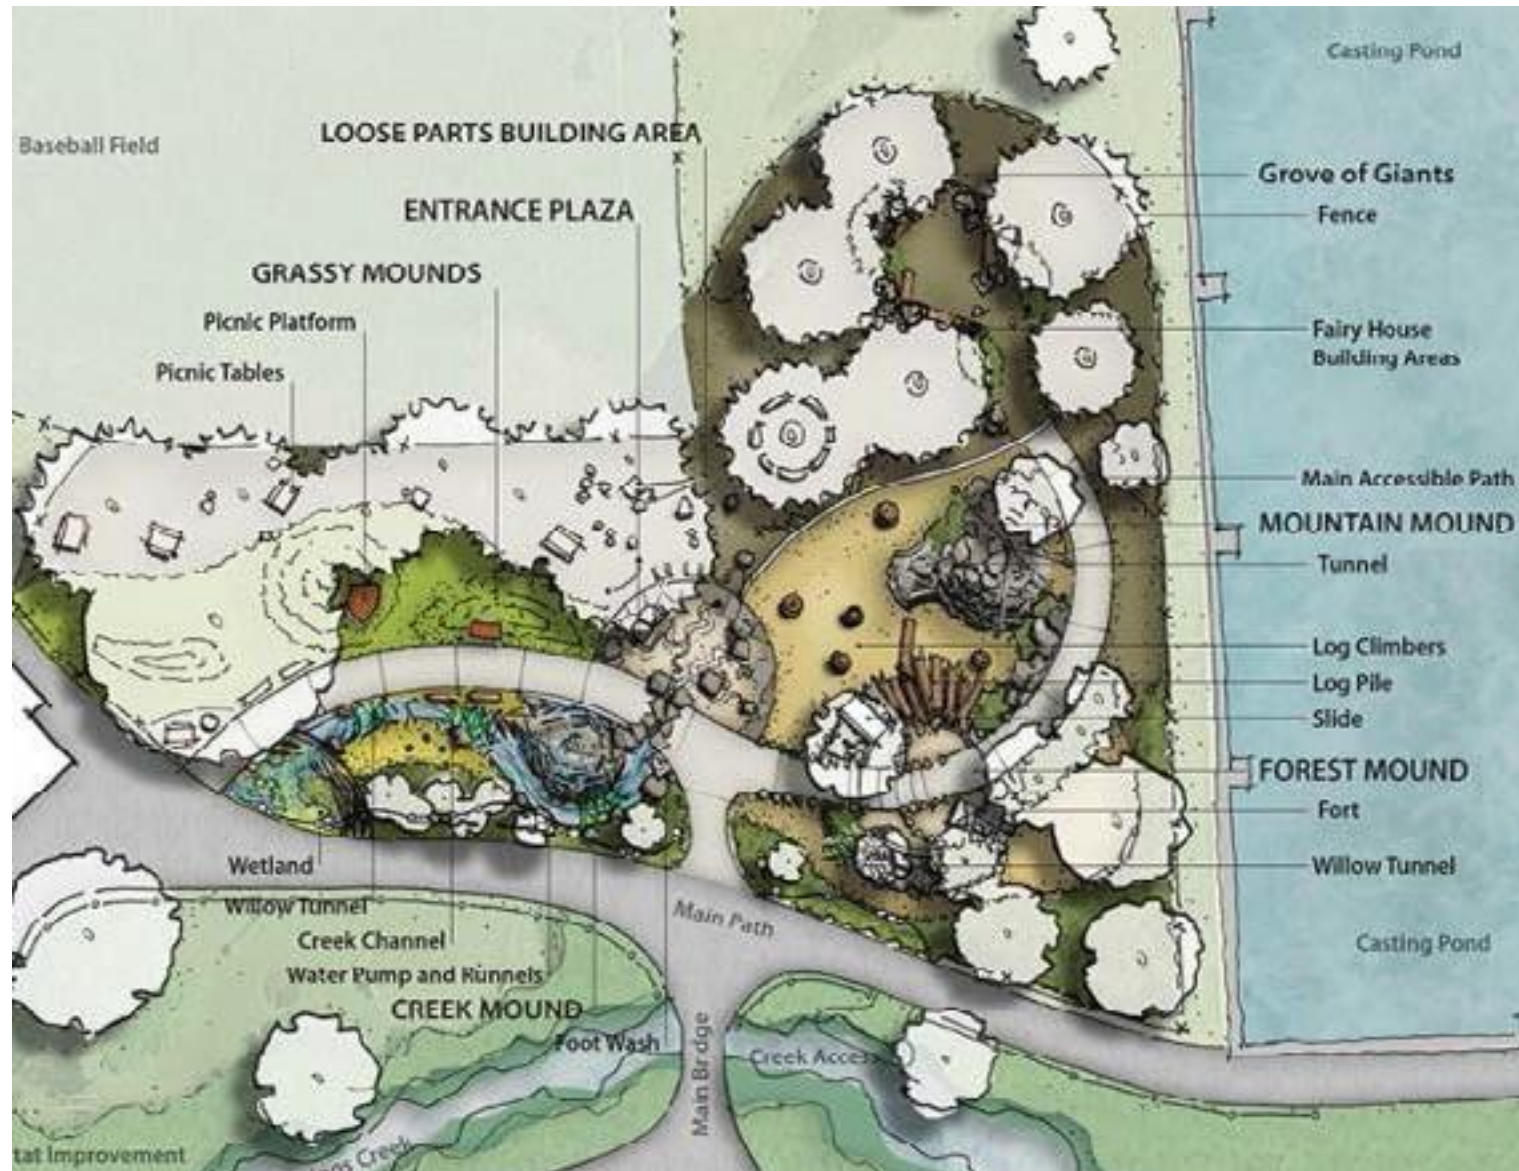 Casting Pond
LOOSE PARTS BUILDING AREA
Baseball Field
Grove of Giants
ENTRANCE PLAZA
Fence
GRASSY MOUNDS
Picnic Platform
Fairy House
Building Areas
Picnic Tables
Main Accessible Path
MOUNTAIN MOUND
Tunnel
Log Climbers
Log Pile
Slide
FOREST MOUND
Fort
Wetland
Willow Tunnel
Willow Tunnel
Main Path
Creek Channel
Casting Pond
Water Pump and Runnels
CREEK MOUND
Foot Wash
Main Bridge
Creek Access
Creek
Improvement